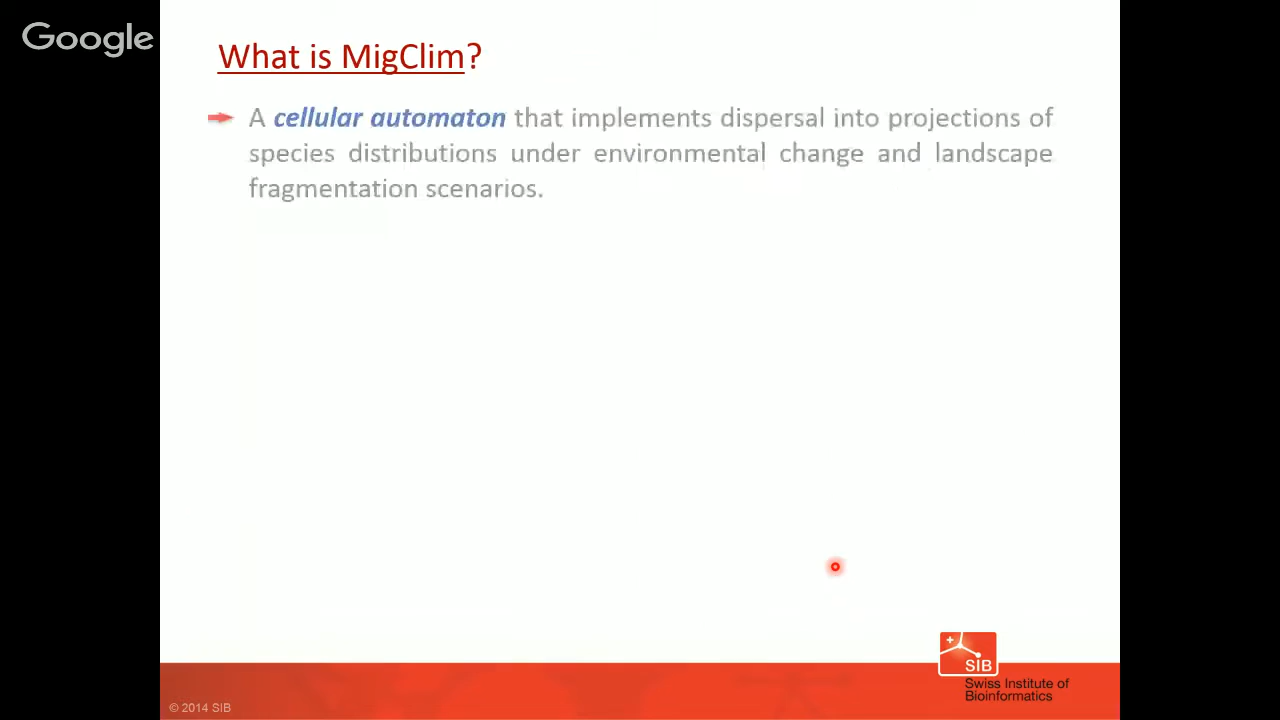 Google
What is MigClim?
A cellular automaton that implements dispersal into projections of
species distributions under environmental change and landscape
fragmentation scenarios.
SIB
Swiss Institute of
Bioinformatics
© 2014 SIB